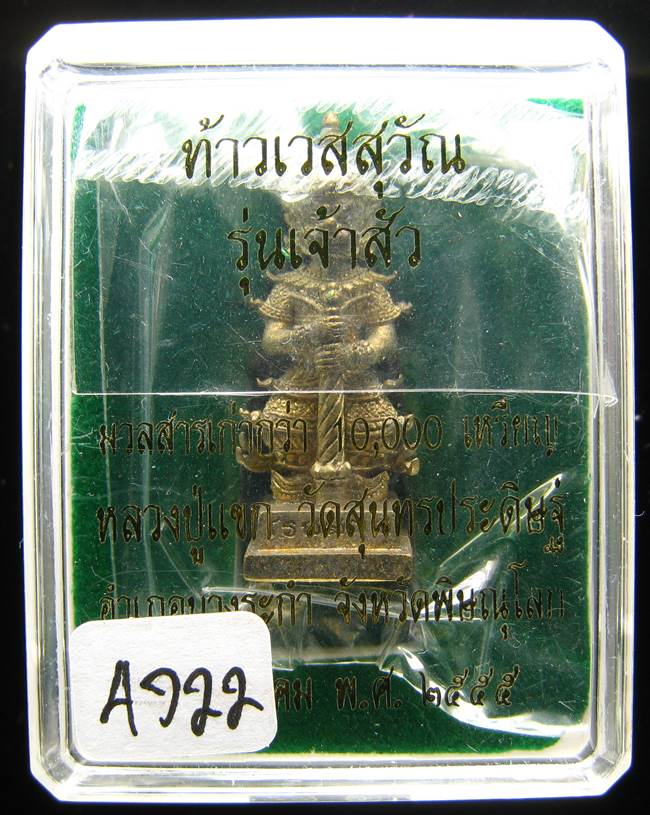 ท้าวเวสสุวัณ
รุ่นเจ้าสัว
มวลสารเก่ากว่า 10,000 เหรียญ
หลวงปู่แขก วัดสุนทรประดิษฐ์
อำเภอบางระกำ จังหวัดพิษณุโลก
คม พ.ศ. ๒๕๕๕